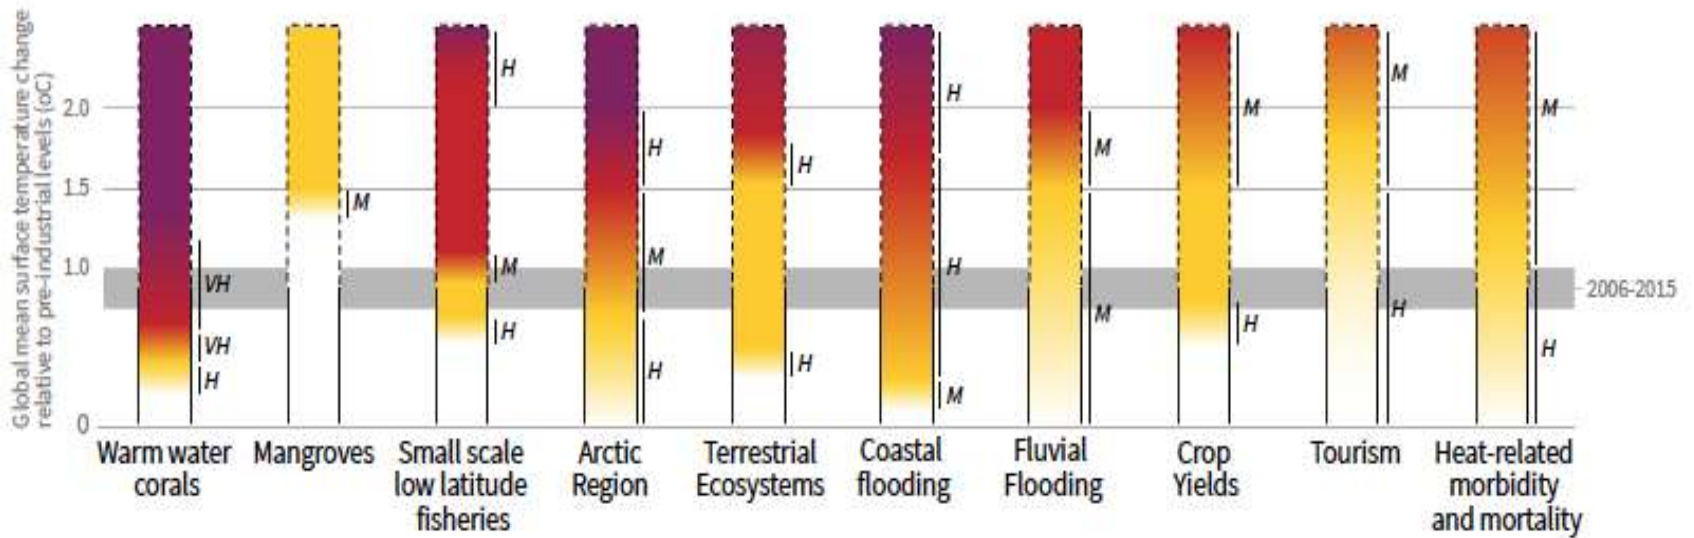 Global mean surface temperature change
relative to pre-industrial levels (oC)
2.0
1.5
1.0
0
H
VH
VH
M
H
M
H
H
M
H
H
H
H
H
M
M
M
M
H
M
H
M
H
2006-2015
Warm water
corals
Mangroves
Small scale
low latitude
fisheries
Arctic
Region
Terrestrial
Ecosystems
Coastal
flooding
Fluvial
Flooding
Crop
Yields
Tourism
Heat-related
morbidity
and mortality